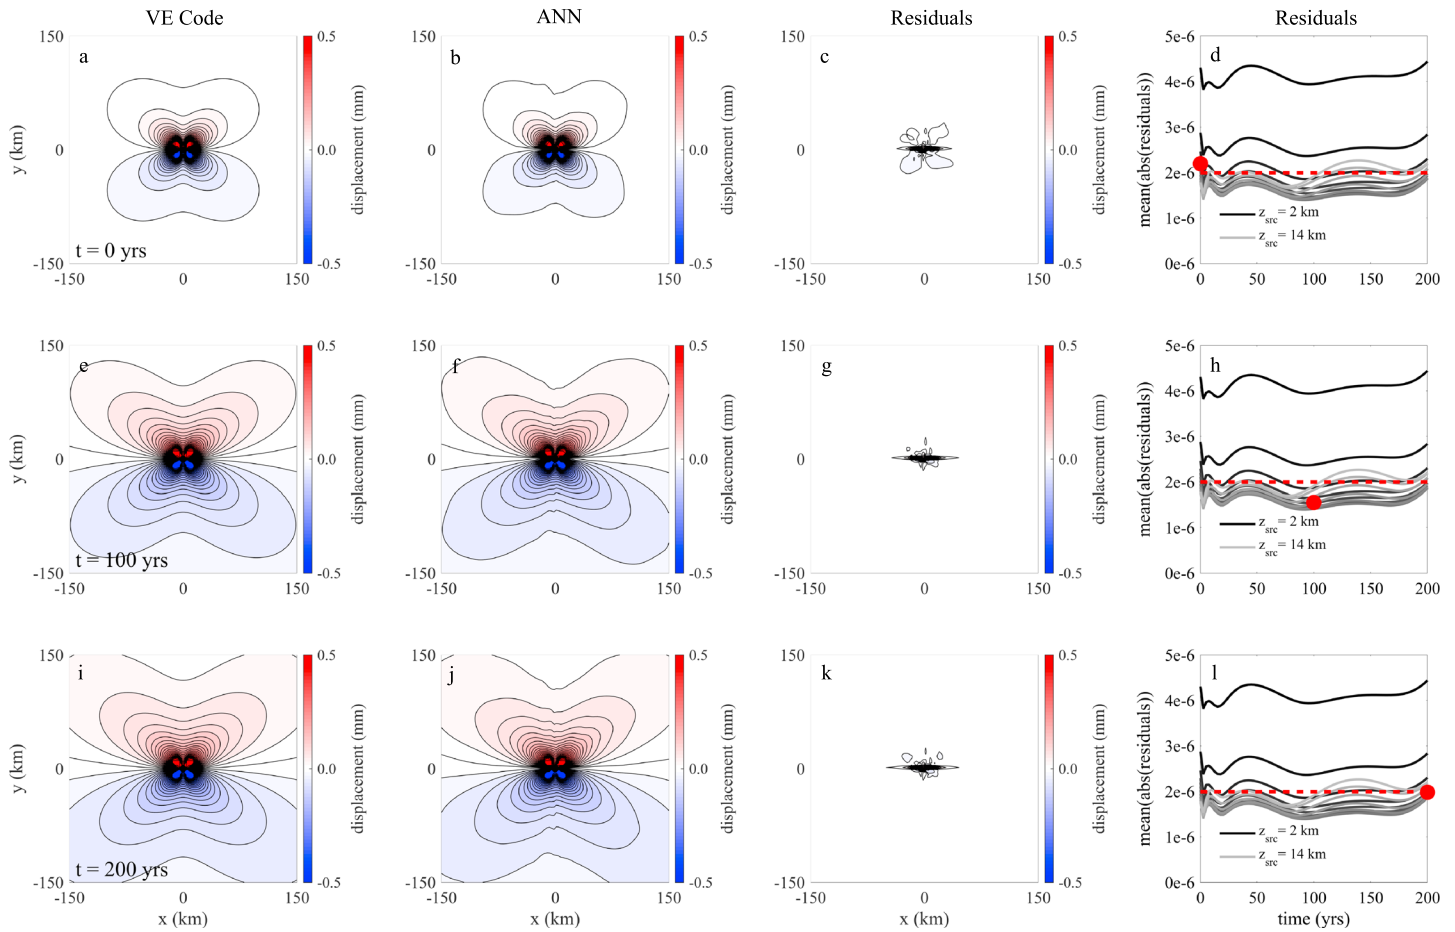 VE Code ANN Residuals Residuals
150 150 150 5e-6
a 0.5 b 0.5 c 0.5 d
4e-6
y (km) displacement (mm) displacement (mm) displacement (mm) mean(abs(residuals))
3e-6
0 0.0 0 0.0 0 0.0
2e-6
z_src = 2 km
1e-6
z_src = 14 km
t = 0 yrs
-150 -0.5 -150 -0.5 -150 -0.5 0e-6
-150 0 150 -150 0 150 -150 0 150 0 50 100 150 200
150 150 150 5e-6
e 0.5 f 0.5 g 0.5 h
4e-6
y (km) displacement (mm) displacement (mm) displacement (mm) mean(abs(residuals))
3e-6
0 0.0 0 0.0 0 0.0
2e-6
z_src = 2 km
1e-6
z_src = 14 km
t = 100 yrs
-150 -0.5 -150 -0.5 -150 -0.5 0e-6
-150 0 150 -150 0 150 -150 0 150 0 50 100 150 200
150 150 150 5e-6
i 0.5 j 0.5 k 0.5 l
4e-6
y (km) displacement (mm) displacement (mm) displacement (mm) mean(abs(residuals))
3e-6
0 0.0 0 0.0 0 0.0
2e-6
z_src = 2 km
1e-6
z_src = 14 km
t = 200 yrs
-150 -0.5 -150 -0.5 -150 -0.5 0e-6
-150 0 150 -150 0 150 -150 0 150 0 50 100 150 200
x (km) x (km) x (km) time (yrs)